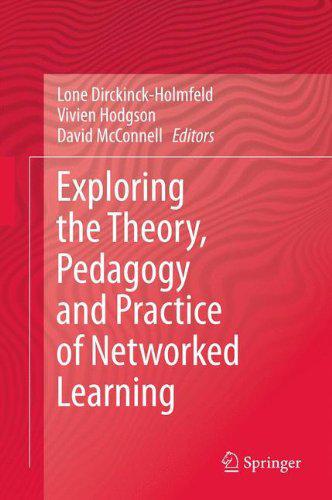 Lone Dirckinck-Holmfeld
Vivien Hodgson
David McConnell Editors
Exploring
the Theory,
Pedagogy
and Practice
of Networked
Learning
Springer